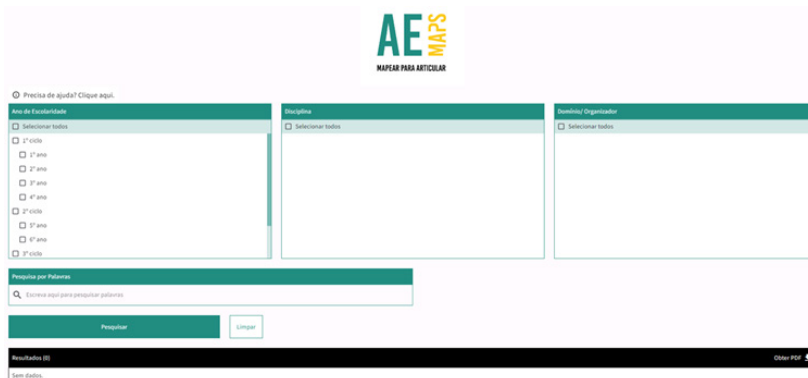 AE MAPS
MAPEAR PARA ARTICULAR
Precisa de ajuda? Clique aqui.
Ano de Escolaridade
Selecionar todos
1º ciclo
1º ano
2º ano
3º ano
4º ano
2º ciclo
5º ano
6º ano
3º ciclo
Disciplina
Selecionar todos
Domínio/ Organizador
Selecionar todos
Pesquisa por Palavras
Escreva aqui para pesquisar palavras
Pesquisar
Limpar
Resultados (0)
Obter PDF
Sem dados.